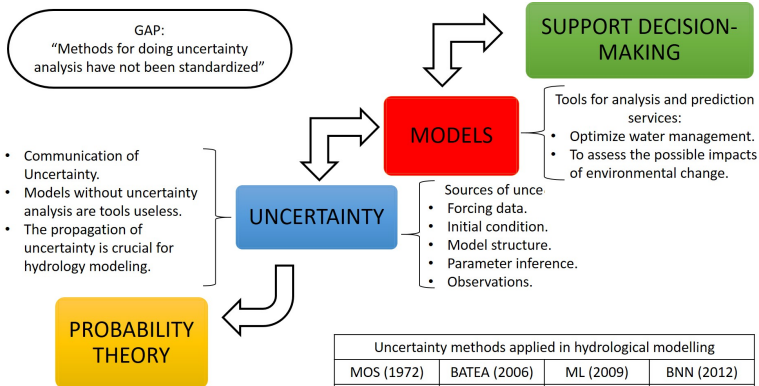 GAP:
“Methods for doing uncertainty
analysis have not been standardized”
SUPPORT DECISION-
MAKING
MODELS
Tools for analysis and prediction
services:
• Optimize water management.
• To assess the possible impacts
of environmental change.
• Communication of
Uncertainty.
• Models without uncertainty
analysis are tools useless.
• The propagation of
uncertainty is crucial for
hydrology modeling.
UNCERTAINTY
Sources of unce
• Forcing data.
• Initial condition.
• Model structure.
• Parameter inference.
• Observations.
PROBABILITY
THEORY
Uncertainty methods applied in hydrological modelling
MOS (1972) BATEA (2006) ML (2009) BNN (2012)